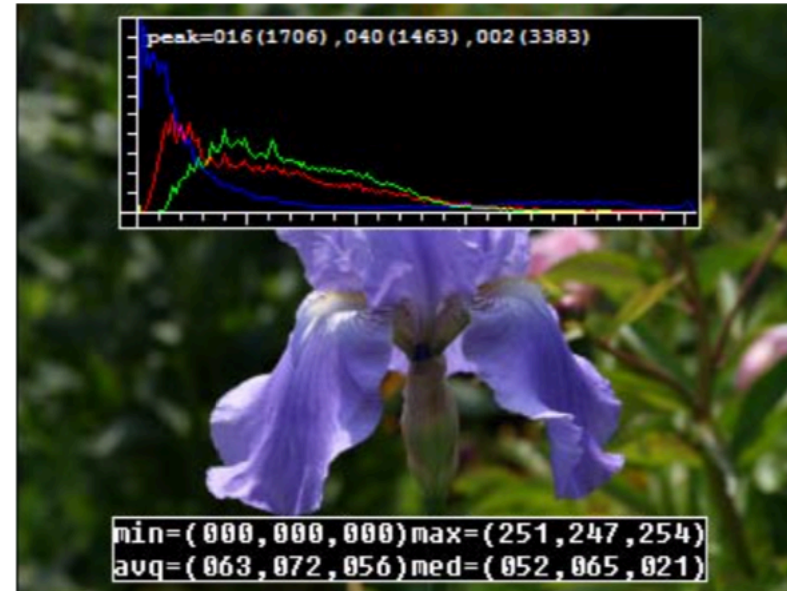 peak=016(1706),040(1463),002(3383)
min=(000,000,000)max=(251,247,254)
avg=(063,072,056)med=(052,065,021)